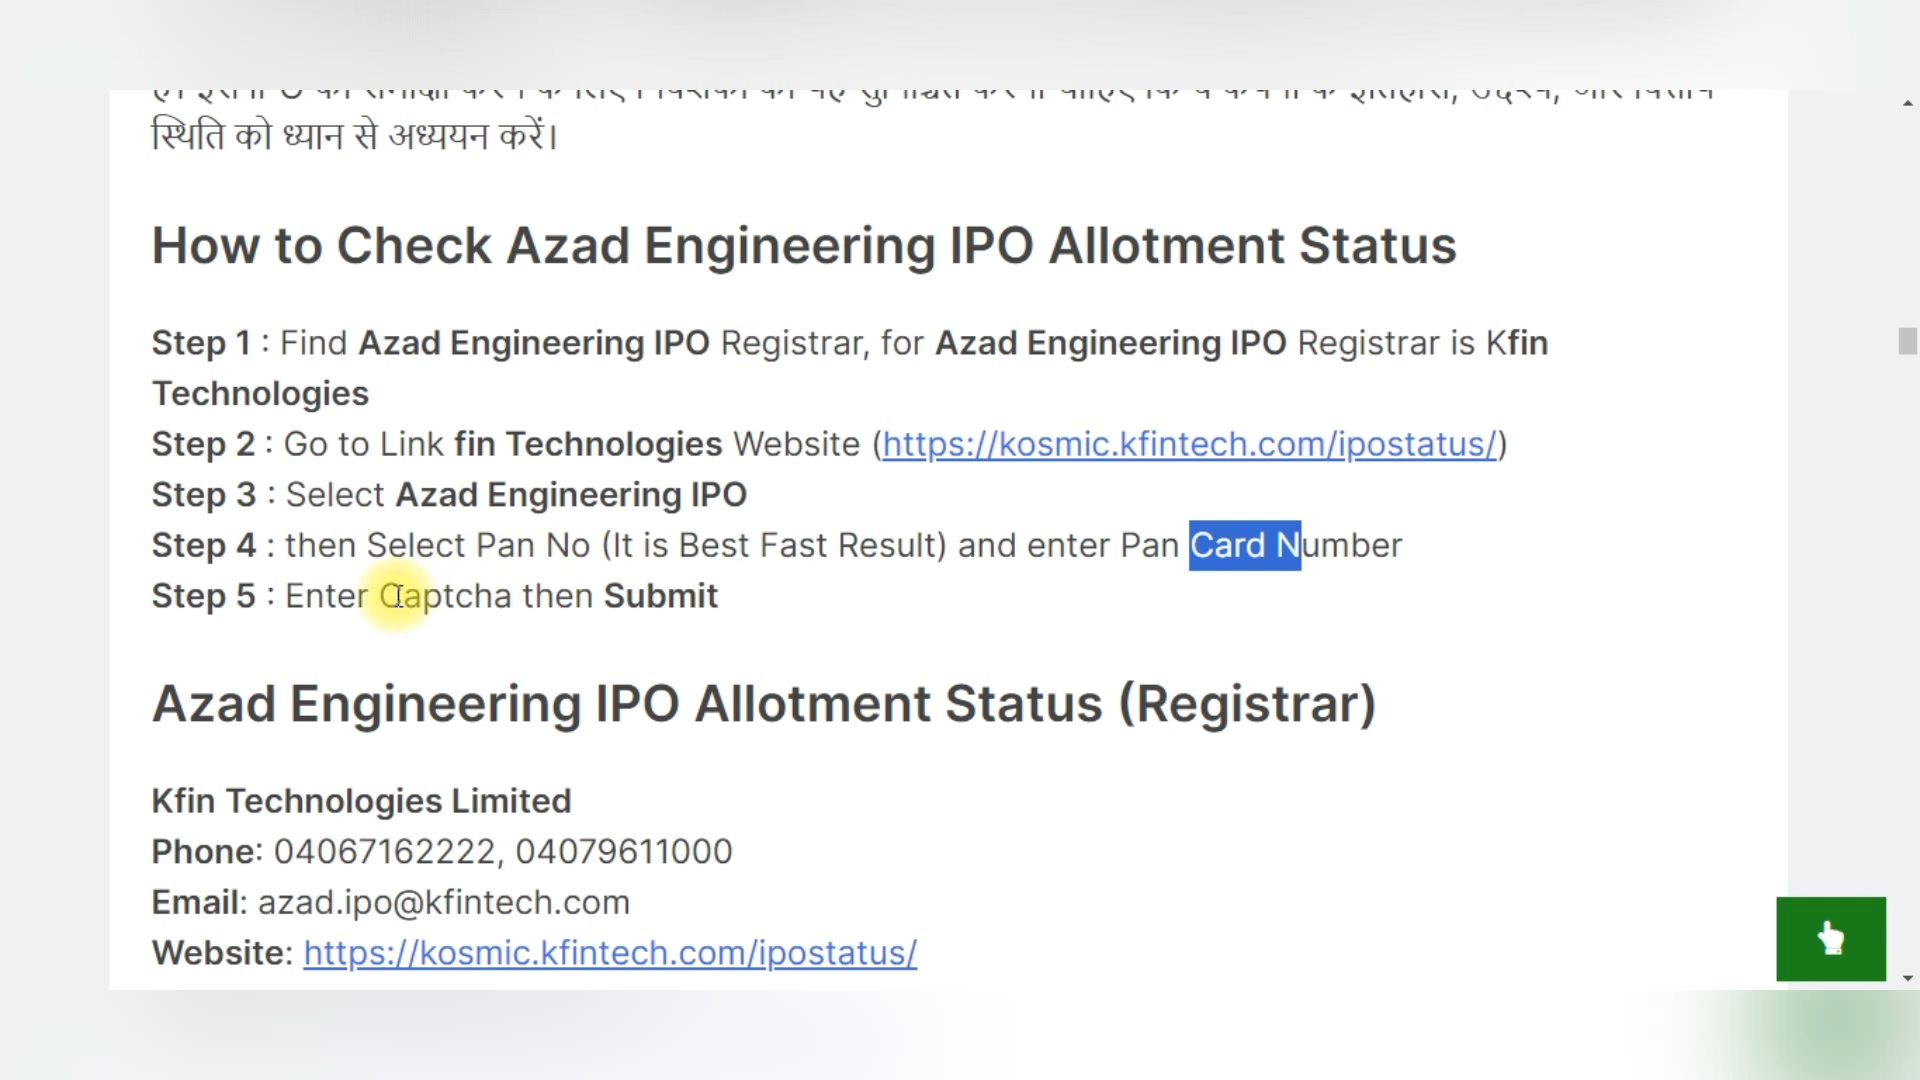 स्थिति को ध्यान से अध्ययन करें।
How to Check Azad Engineering IPO Allotment Status
Step 1 : Find Azad Engineering IPO Registrar, for Azad Engineering IPO Registrar is Kfin
Technologies
Step 2 : Go to Link fin Technologies Website (https://kosmic.kfintech.com/ipostatus/)
Step 3 : Select Azad Engineering IPO
Step 4 : then Select Pan No (It is Best Fast Result) and enter Pan Card Number
Step 5 : Enter Captcha then Submit
Azad Engineering IPO Allotment Status (Registrar)
Kfin Technologies Limited
Phone: 04067162222, 04079611000
Email: azad.ipo@kfintech.com
Website: https://kosmic.kfintech.com/ipostatus/